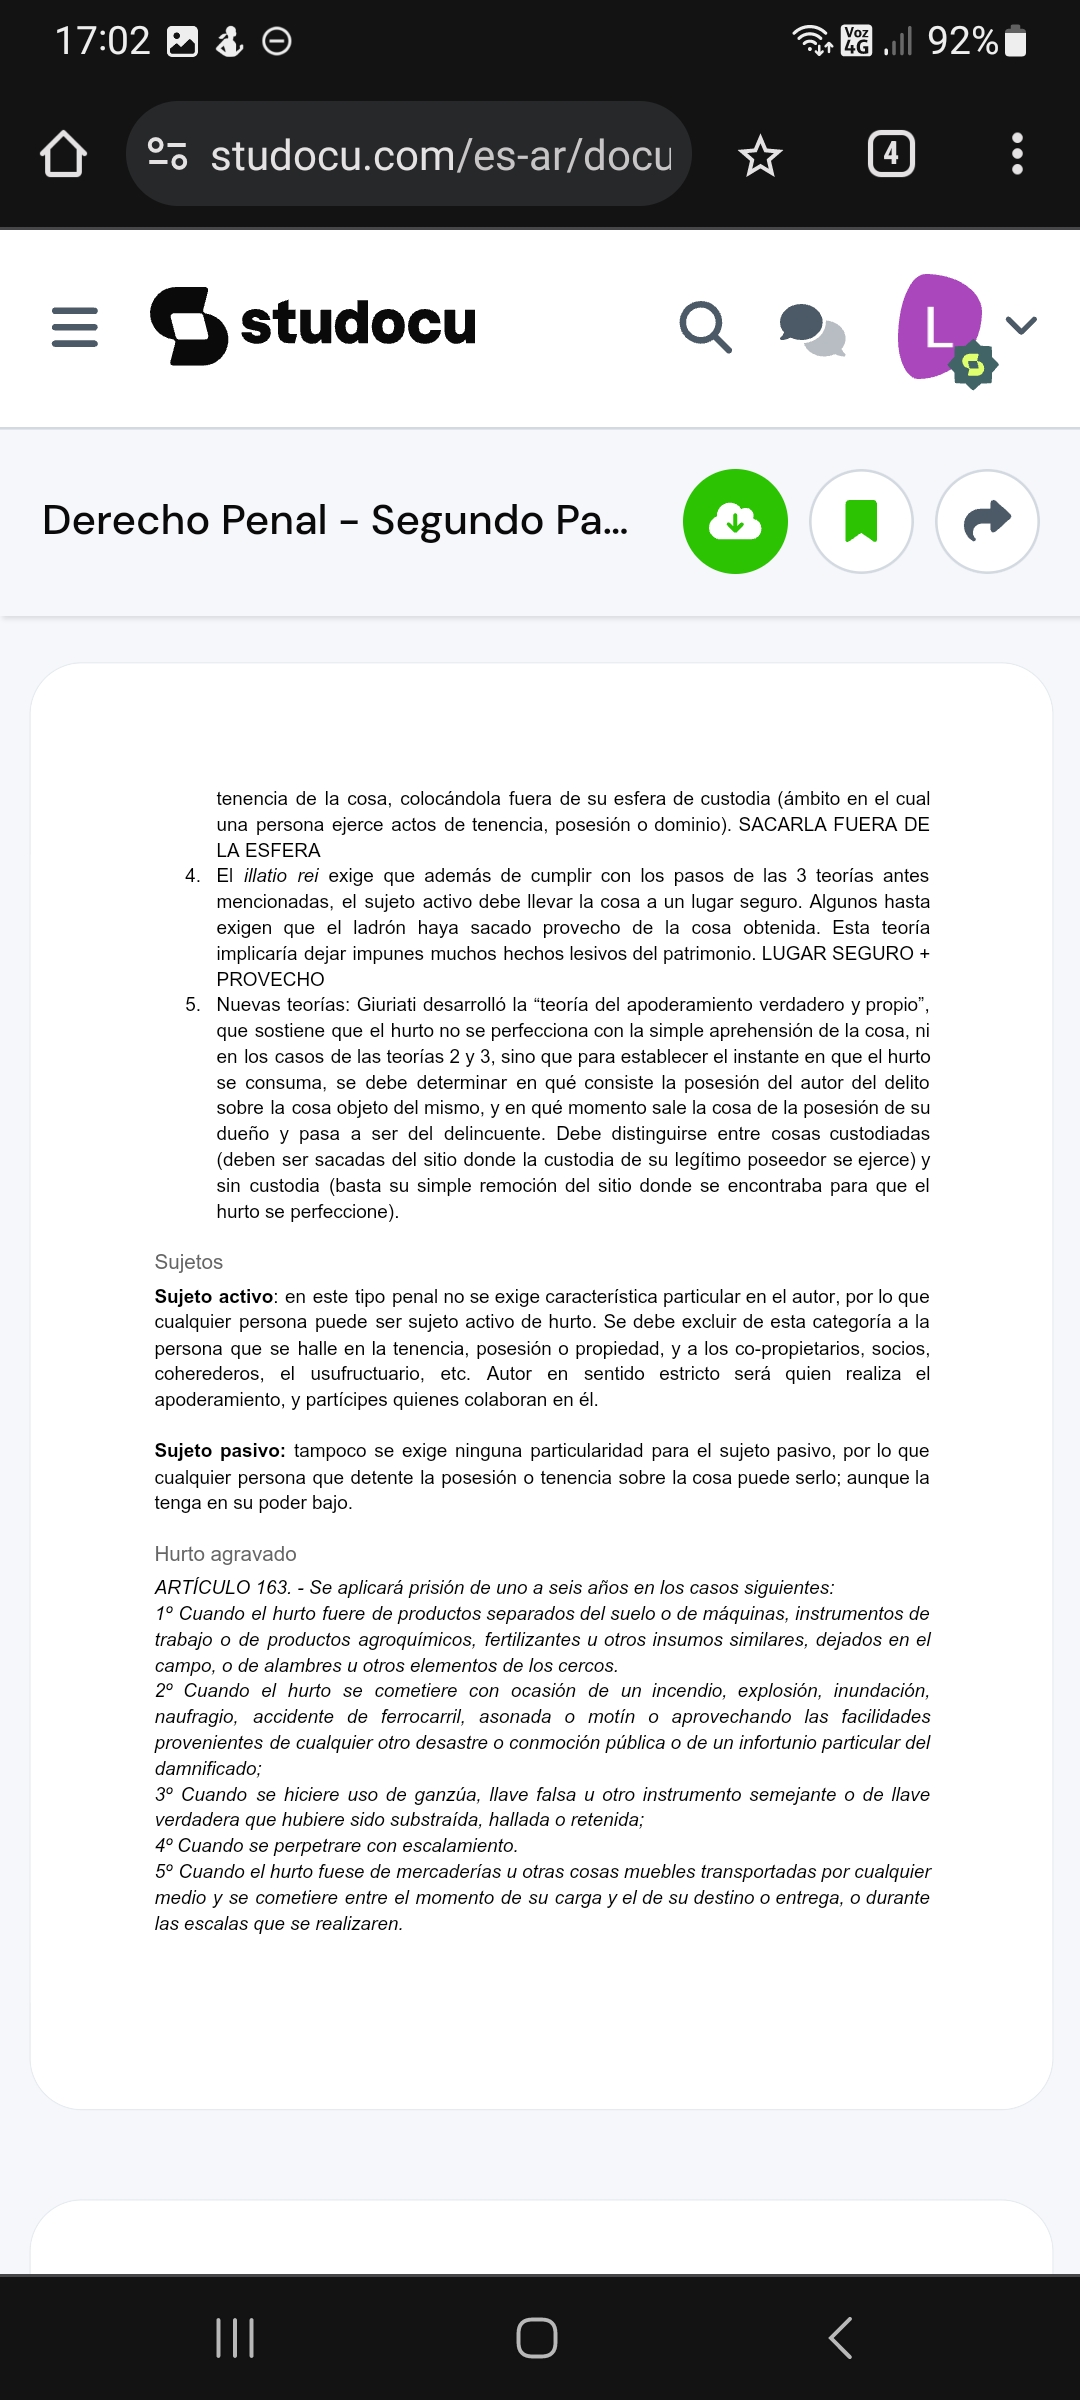 17:02
Voz 4G
92%
studocu.com/es-ar/docu
4
studocu
L
Derecho Penal - Segundo Pa...
tenencia de la cosa, colocándola fuera de su esfera de custodia (ámbito en el cual
una persona ejerce actos de tenencia, posesión o dominio). SACARLA FUERA DE
LA ESFERA
4. El illatio rei exige que además de cumplir con los pasos de las 3 teorías antes
mencionadas, el sujeto activo debe llevar la cosa a un lugar seguro. Algunos hasta
exigen que el ladrón haya sacado provecho de la cosa obtenida. Esta teoría
implicaría dejar impunes muchos hechos lesivos del patrimonio. LUGAR SEGURO +
PROVECHO
5. Nuevas teorías: Giuriati desarrolló la “teoría del apoderamiento verdadero y propio”,
que sostiene que el hurto no se perfecciona con la simple aprehensión de la cosa, ni
en los casos de las teorías 2 y 3, sino que para establecer el instante en que el hurto
se consuma, se debe determinar en qué consiste la posesión del autor del delito
sobre la cosa objeto del mismo, y en qué momento sale la cosa de la posesión de su
dueño y pasa a ser del delincuente. Debe distinguirse entre cosas custodiadas
(deben ser sacadas del sitio donde la custodia de su legítimo poseedor se ejerce) y
sin custodia (basta su simple remoción del sitio donde se encontraba para que el
hurto se perfeccione).
Sujetos
Sujeto activo: en este tipo penal no se exige característica particular en el autor, por lo que
cualquier persona puede ser sujeto activo de hurto. Se debe excluir de esta categoría a la
persona que se halle en la tenencia, posesión o propiedad, y a los co-propietarios, socios,
coherederos, el usufructuario, etc. Autor en sentido estricto será quien realiza el
apoderamiento, y partícipes quienes colaboran en él.
Sujeto pasivo: tampoco se exige ninguna particularidad para el sujeto pasivo, por lo que
cualquier persona que detente la posesión o tenencia sobre la cosa puede serlo; aunque la
tenga en su poder bajo.
Hurto agravado
ARTÍCULO 163. - Se aplicará prisión de uno a seis años en los casos siguientes:
1º Cuando el hurto fuere de productos separados del suelo o de máquinas, instrumentos de
trabajo o de productos agroquímicos, fertilizantes u otros insumos similares, dejados en el
campo, o de alambres u otros elementos de los cercos.
2º Cuando el hurto se cometiere con ocasión de un incendio, explosión, inundación,
naufragio, accidente de ferrocarril, asonada o motín o aprovechando las facilidades
provenientes de cualquier otro desastre o conmoción pública o de un infortunio particular del
damnificado;
3º Cuando se hiciere uso de ganzúa, llave falsa u otro instrumento semejante o de llave
verdadera que hubiere sido substraída, hallada o retenida;
4º Cuando se perpetrare con escalamiento.
5º Cuando el hurto fuese de mercaderías u otras cosas muebles transportadas por cualquier
medio y se cometiere entre el momento de su carga y el de su destino o entrega, o durante
las escalas que se realizaren.